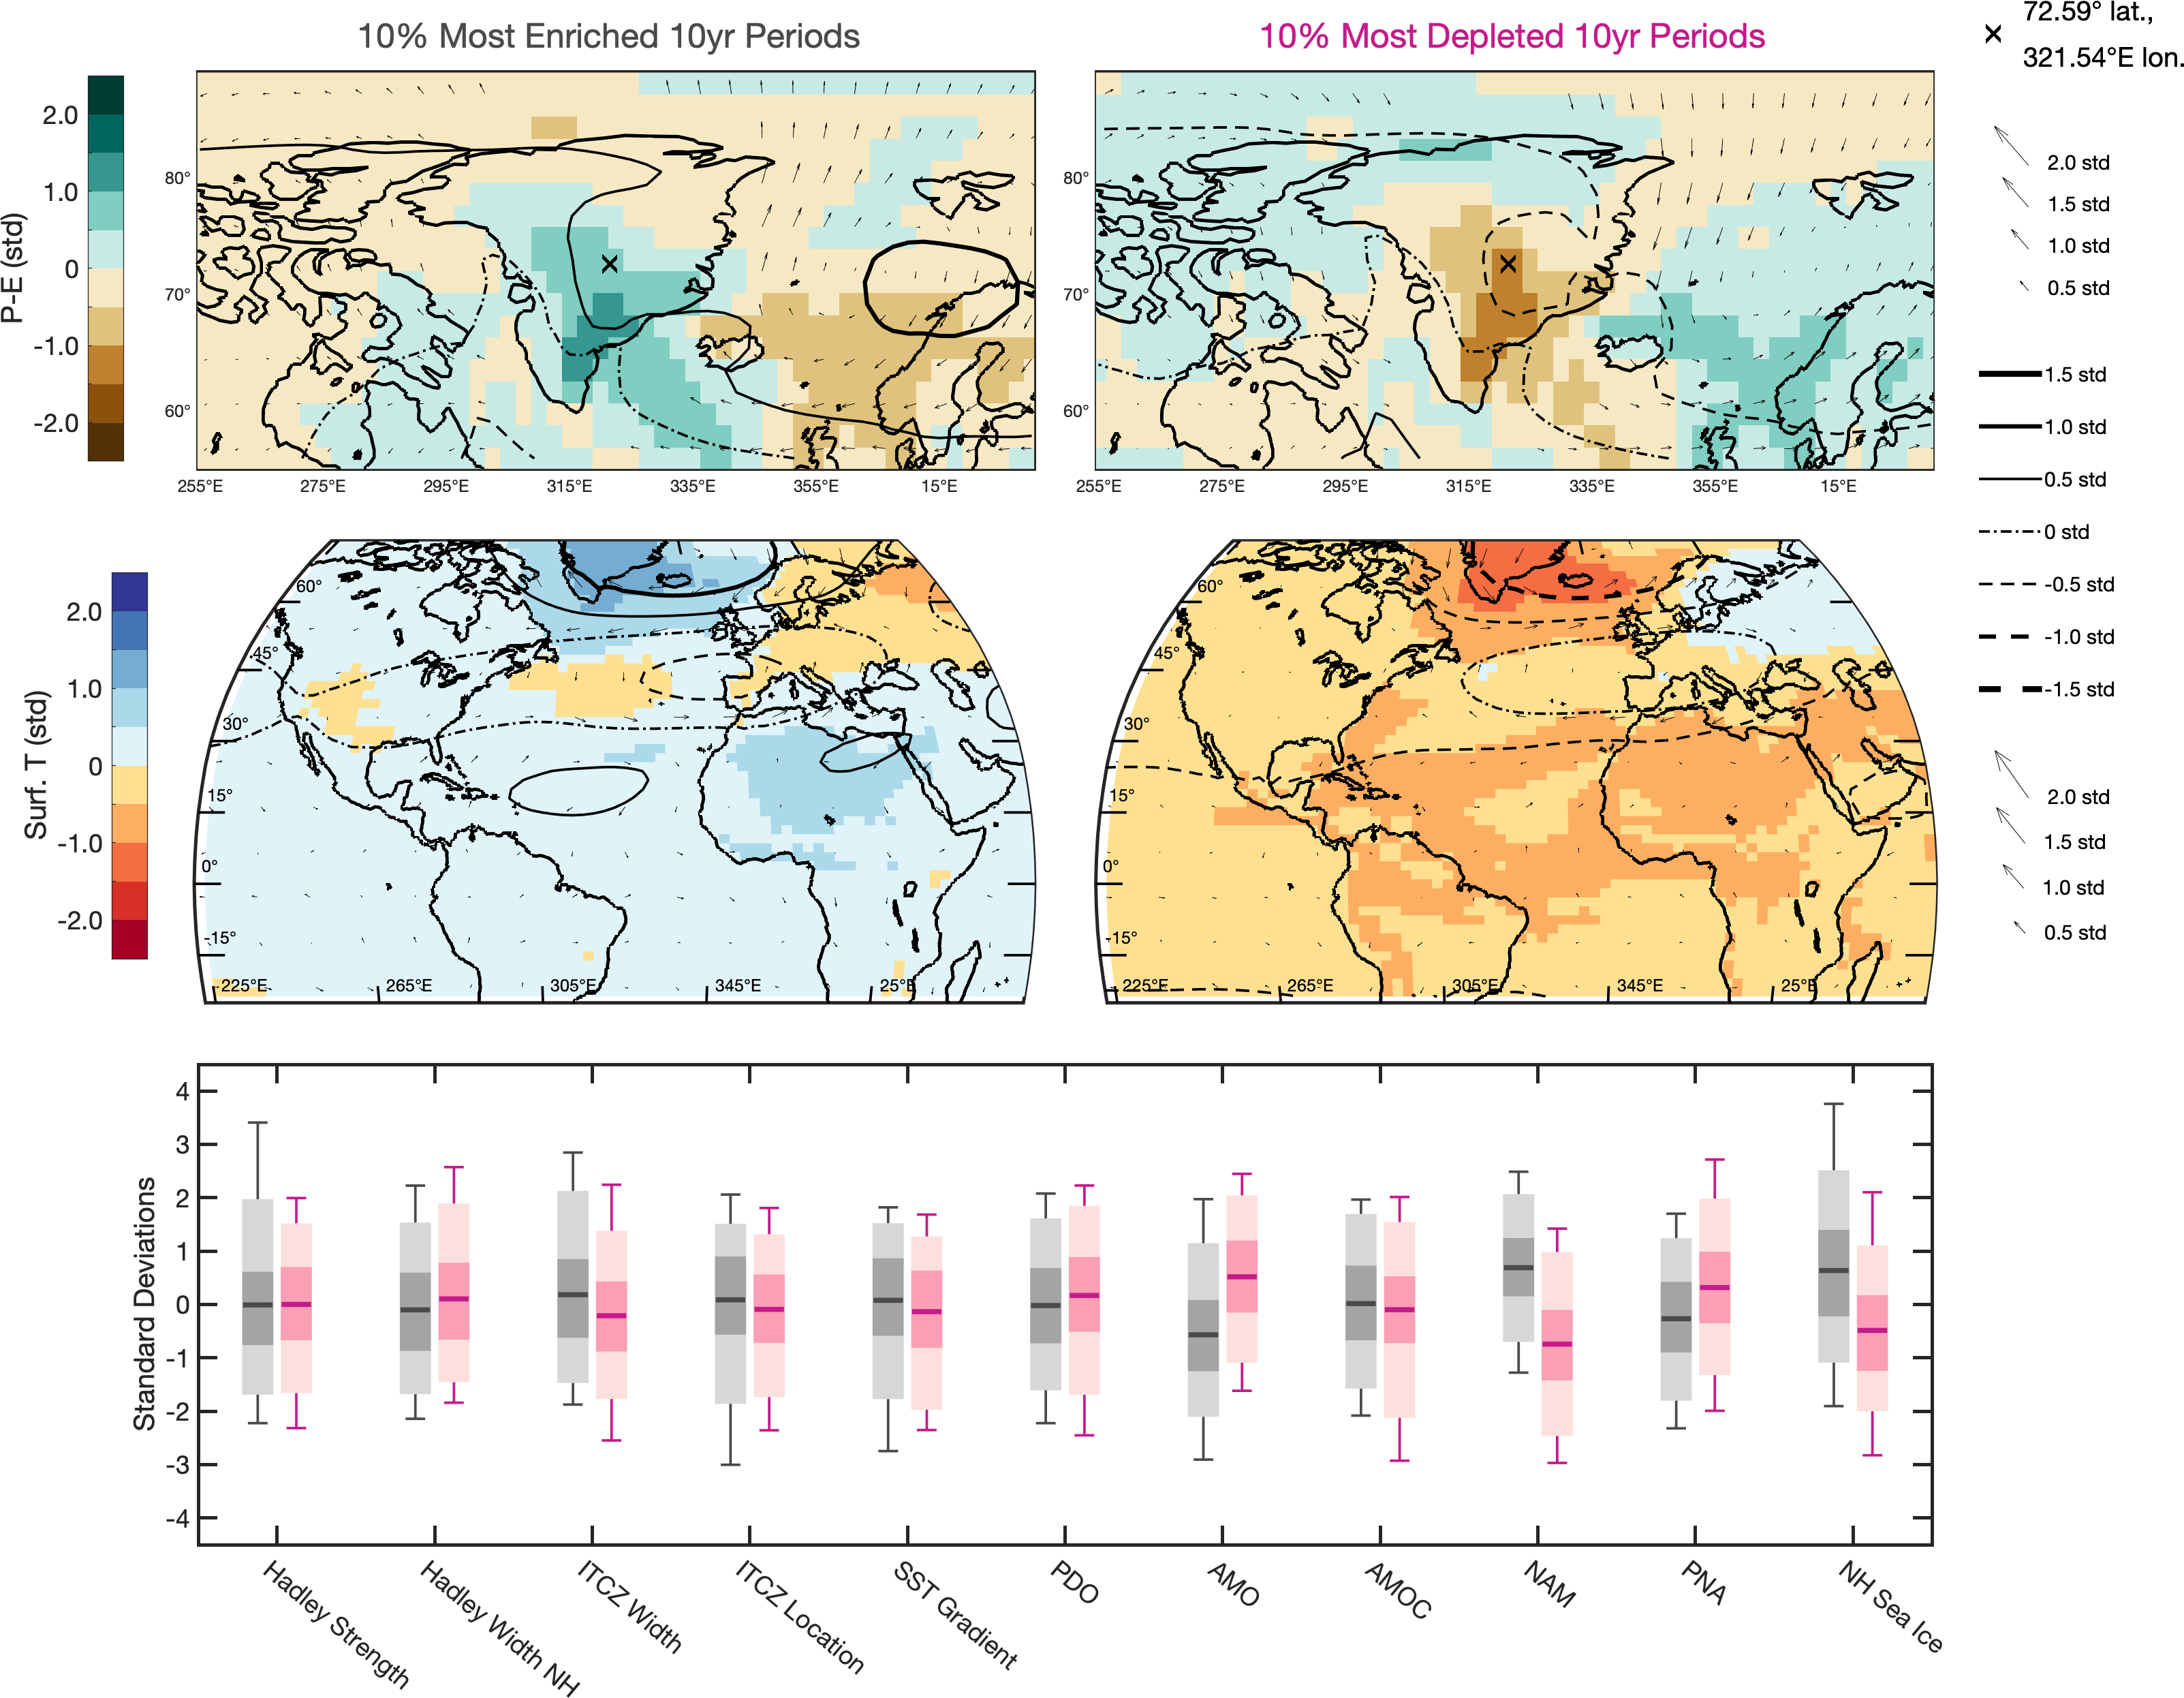 10% Most Enriched 10yr Periods
10% Most Depleted 10yr Periods
72.59° lat.,
321.54°E lon.
P-E (std)
2.0
1.0
0
-1.0
-2.0
80°
70°
60°
255°E 275°E 295°E 315°E 335°E 355°E 15°E
80°
70°
60°
255°E 275°E 295°E 315°E 335°E 355°E 15°E
2.0 std
1.5 std
1.0 std
0.5 std
1.5 std
1.0 std
0.5 std
0 std
-0.5 std
-1.0 std
-1.5 std
Surf. T (std)
2.0
1.0
0
-1.0
-2.0
60°
45°
30°
15°
0°
-15°
225°E 265°E 305°E 345°E 25°E
60°
45°
30°
15°
0°
-15°
225°E 265°E 305°E 345°E 25°E
2.0 std
1.5 std
1.0 std
0.5 std
Standard Deviations
4
3
2
1
0
-1
-2
-3
-4
Hadley Strength
Hadley Width NH
ITCZ Width
ITCZ Location
SST Gradient
PDO
AMO
AMOC
NAM
PNA
NH Sea Ice